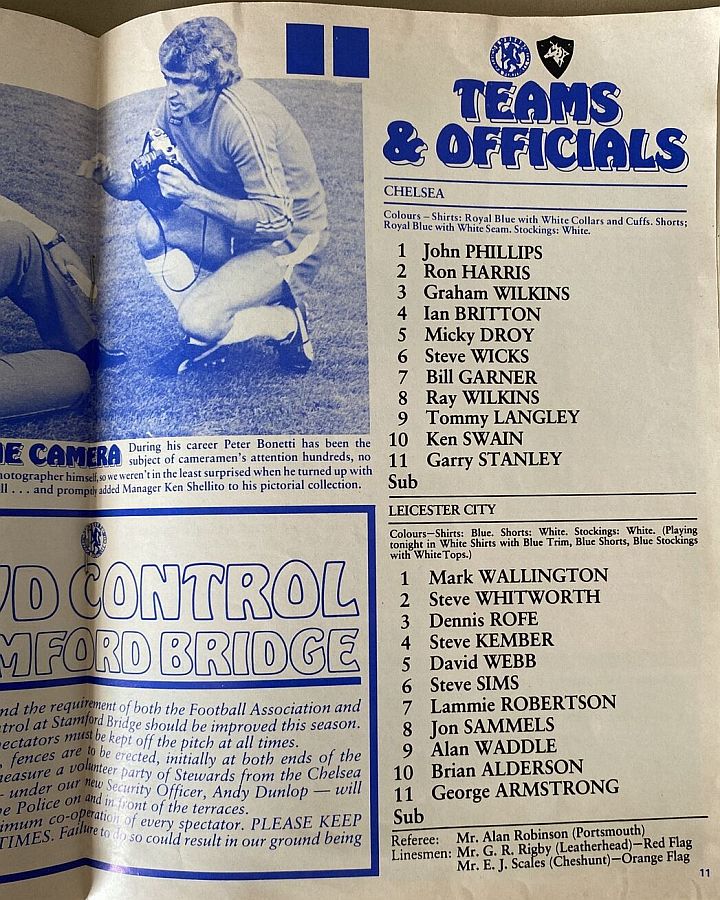 HE CAMERA During his career Peter Bonetti has been the
subject of cameramen's attention hundreds, no
hotographer himself, so we weren't in the least surprised when he turned up with
ll . . . and promptly added Manager Ken Shellito to his pictorial collection.
WD CONTROL
MFORD BRIDGE
nd the requirement of both the Football Association and
trol at Stamford Bridge should be improved this season.
pectators must be kept off the pitch at all times.
, fences are to be erected, initially at both ends of the
measure a volunteer party of Stewards from the Chelsea
— under our new Security Officer, Andy Dunlop — will
he Police on and in front of the terraces.
imum co-operation of every spectator. PLEASE KEEP
TIMES. Failure to do so could result in our ground being
TEAMS
& OFFICIALS
CHELSEA
Colours – Shirts: Royal Blue with White Collars and Cuffs. Shorts;
Royal Blue with White Seam. Stockings: White.
1 John PHILLIPS
2 Ron HARRIS
3 Graham WILKINS
4 Ian BRITTON
5 Micky DROY
6 Steve WICKS
7 Bill GARNER
8 Ray WILKINS
9 Tommy LANGLEY
10 Ken SWAIN
11 Garry STANLEY
Sub
LEICESTER CITY
Colours–Shirts: Blue. Shorts: White. Stockings: White. (Playing
tonight in White Shirts with Blue Trim, Blue Shorts, Blue Stockings
with White Tops.)
1 Mark WALLINGTON
2 Steve WHITWORTH
3 Dennis ROFE
4 Steve KEMBER
5 David WEBB
6 Steve SIMS
7 Lammie ROBERTSON
8 Jon SAMMELS
9 Alan WADDLE
10 Brian ALDERSON
11 George ARMSTRONG
Sub
Referee: Mr. Alan Robinson (Portsmouth)
Linesmen: Mr. G. R. Rigby (Leatherhead)—Red Flag
Mr. E. J. Scales (Cheshunt)—Orange Flag
11